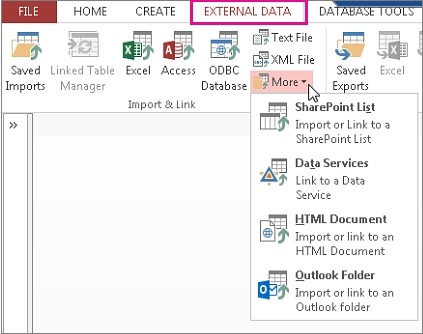 FILE HOME CREATE EXTERNAL DATA DATABASE TOOLS
Saved Imports
Linked Table Manager
Excel
Access
ODBC Database
Text File
XML File
More
Saved Exports
Excel
Import & Link
»
SharePoint List
Import or Link to a
SharePoint List
Data Services
Link to a Data
Service
HTML Document
Import or link to an
HTML Document
Outlook Folder
Import or link to an
Outlook folder